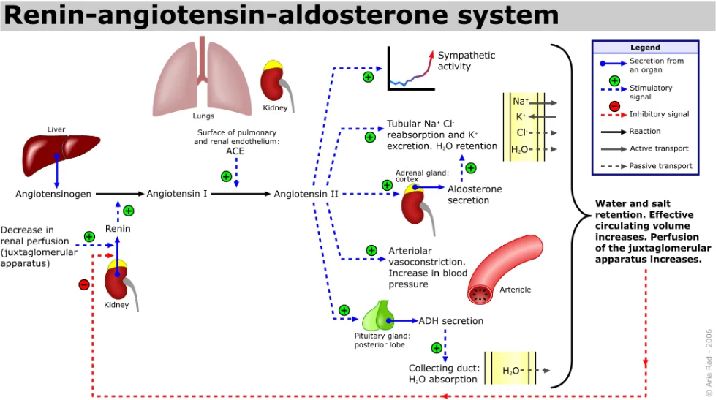 Renin-angiotensin-aldosterone system
Legend
Secretion from
an organ
Stimulatory
signal
Inhibitory signal
Reaction
Active transport
Passive transport
Lungs
Kidney
Sympathetic
activity
Liver
Surface of pulmonary
and renal endothelium:
ACE
Tubular Na⁺ Cl⁻
reabsorption and K⁺
excretion. H₂O retention
Na⁺
K⁺
Cl⁻
H₂O
Angiotensinogen
Angiotensin I
Angiotensin II
Adrenal gland:
cortex
Aldosterone
secretion
Kidney
Decrease in
renal perfusion
(juxtaglomerular
apparatus)
Renin
Kidney
Arteriolar
vasoconstriction.
Increase in blood
pressure
Arteriole
Pituitary gland:
posterior lobe
ADH secretion
Collecting duct:
H₂O absorption
H₂O
Water and salt
retention. Effective
circulating volume
increases. Perfusion
of the juxtaglomerular
apparatus increases.
© Aria Rad - 2006